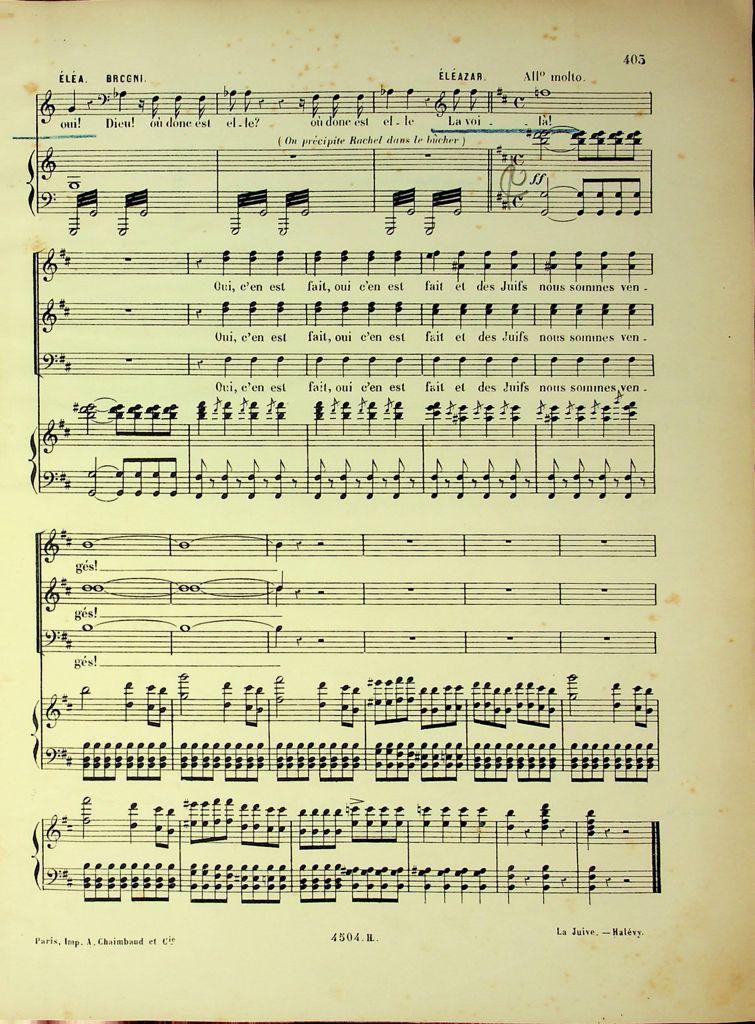 405
ÉLÉA. BROGNI. ÉLÉAZAR. All° molto.
oui! Dieu! où donc est el-le? où donc est el-le La voi - là!
(On précipite Rachel dans le bûcher)
ff
Oui, c'en est fait, oui c'en est fait et des Juifs nous sommes ven-
Oui, c'en est fait, oui c'en est fait et des Juifs nous sommes ven-
Oui, c'en est fait, oui c'en est fait et des Juifs nous sommes ven-
gés!
gés!
gés!
Paris, Imp. A. Chaimbaud et Cie 4504. H. La Juive. — Halévy.